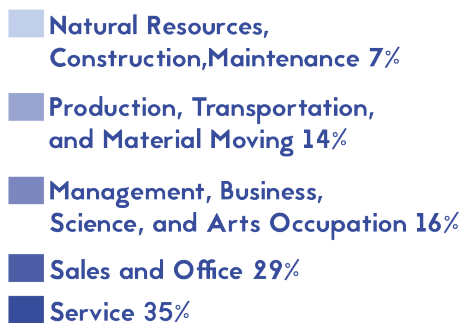 Natural Resources,
Construction,Maintenance 7%
Production, Transportation,
and Material Moving 14%
Management, Business,
Science, and Arts Occupation 16%
Sales and Office 29%
Service 35%